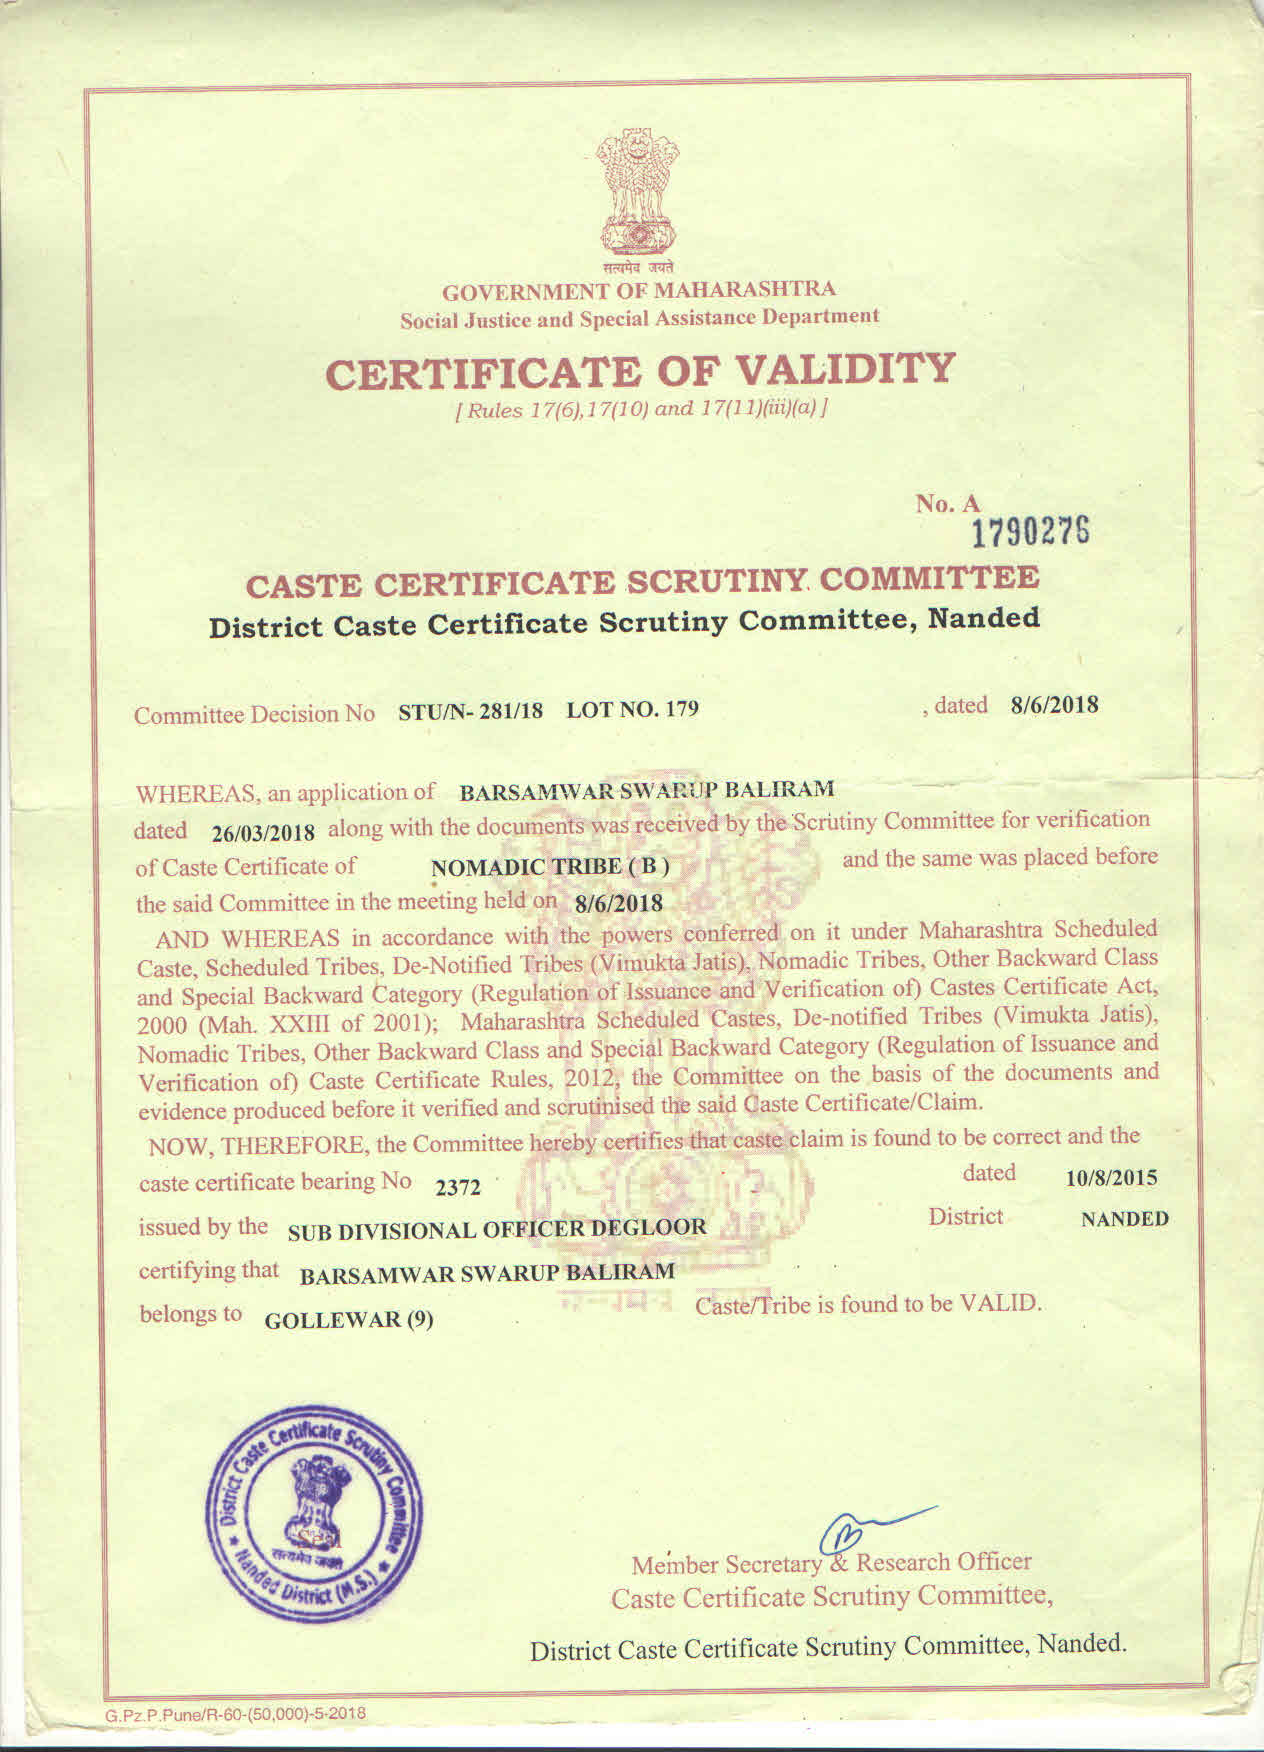 सत्यमेव जयते
GOVERNMENT OF MAHARASHTRA
Social Justice and Special Assistance Department
CERTIFICATE OF VALIDITY
[ Rules 17(6),17(10) and 17(11)(iii)(a) ]
No. A
1790276
CASTE CERTIFICATE SCRUTINY COMMITTEE
District Caste Certificate Scrutiny Committee, Nanded
Committee Decision No STU/N- 281/18 LOT NO. 179 , dated 8/6/2018
WHEREAS, an application of BARSAMWAR SWARUP BALIRAM
dated 26/03/2018 along with the documents was received by the Scrutiny Committee for verification
of Caste Certificate of NOMADIC TRIBE ( B ) and the same was placed before
the said Committee in the meeting held on 8/6/2018
AND WHEREAS in accordance with the powers conferred on it under Maharashtra Scheduled
Caste, Scheduled Tribes, De-Notified Tribes (Vimukta Jatis), Nomadic Tribes, Other Backward Class
and Special Backward Category (Regulation of Issuance and Verification of) Castes Certificate Act,
2000 (Mah. XXIII of 2001); Maharashtra Scheduled Castes, De-notified Tribes (Vimukta Jatis),
Nomadic Tribes, Other Backward Class and Special Backward Category (Regulation of Issuance and
Verification of) Caste Certificate Rules, 2012, the Committee on the basis of the documents and
evidence produced before it verified and scrutinised the said Caste Certificate/Claim.
NOW, THEREFORE, the Committee hereby certifies that caste claim is found to be correct and the
caste certificate bearing No 2372 dated 10/8/2015
issued by the SUB DIVISIONAL OFFICER DEGLOOR District NANDED
certifying that BARSAMWAR SWARUP BALIRAM
belongs to GOLLEWAR (9) Caste/Tribe is found to be VALID.
District Caste Certificate Scrutiny Committee
Seal
सत्यमेव जयते
Nanded District (M.S.)
Member Secretary & Research Officer
Caste Certificate Scrutiny Committee,
District Caste Certificate Scrutiny Committee, Nanded.
G.Pz.P.Pune/R-60-(50,000)-5-2018